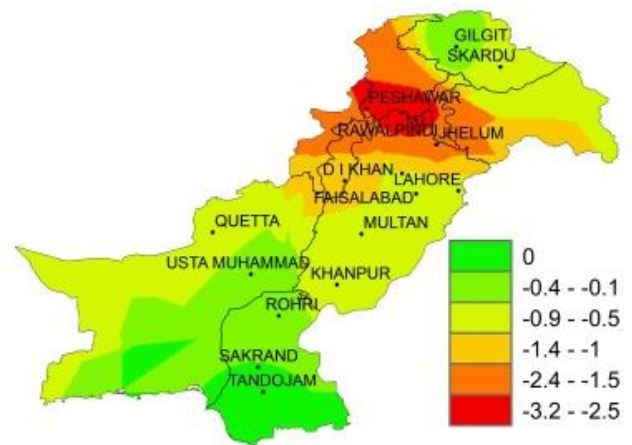 GILGIT
SKARDU
PESHAWAR
RAWALPINDI JHELUM
D I KHAN
LAHORE
FAISALABAD
QUETTA
MULTAN
USTA MUHAMMAD
KHANPUR
ROHRI
SAKRAND
TANDOJAM
0
-0.4 - -0.1
-0.9 - -0.5
-1.4 - -1
-2.4 - -1.5
-3.2 - -2.5